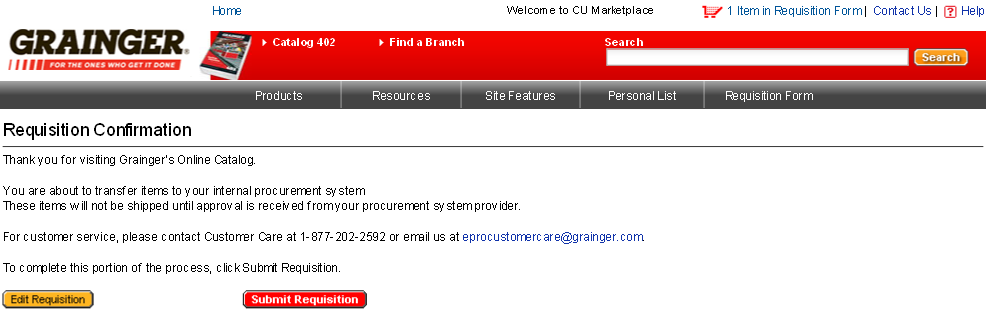 Home
Welcome to CU Marketplace
1 Item in Requisition Form | Contact Us | Help
GRAINGER®
FOR THE ONES WHO GET IT DONE
Catalog 402
Find a Branch
Search
Search
Products
Resources
Site Features
Personal List
Requisition Form
Requisition Confirmation
Thank you for visiting Grainger's Online Catalog.
You are about to transfer items to your internal procurement system
These items will not be shipped until approval is received from your procurement system provider.
For customer service, please contact Customer Care at 1-877-202-2592 or email us at eprocustomercare@grainger.com.
To complete this portion of the process, click Submit Requisition.
Edit Requisition
Submit Requisition